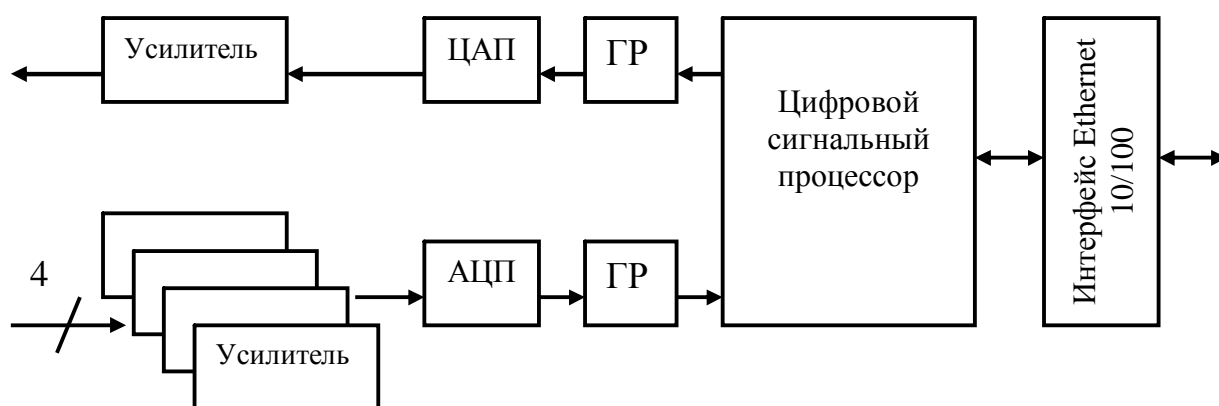 Усилитель
ЦАП
ГР
Цифровой
сигнальный
процессор
Интерфейс Ethernet
10/100
4
Усилитель
АЦП
ГР